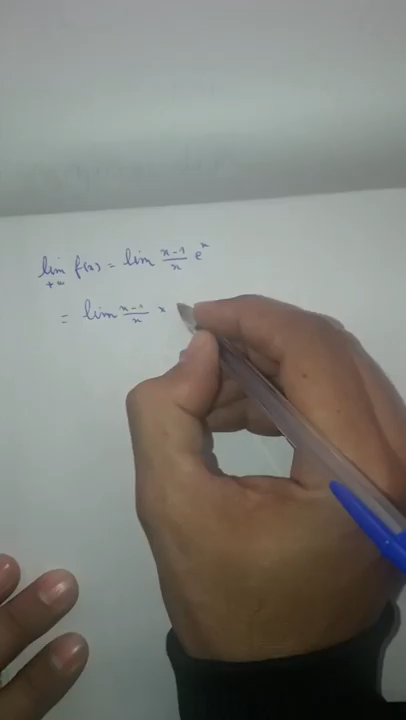 lim f(x) = lim x-1/x e^x
+∞
= lim x-1/x ×